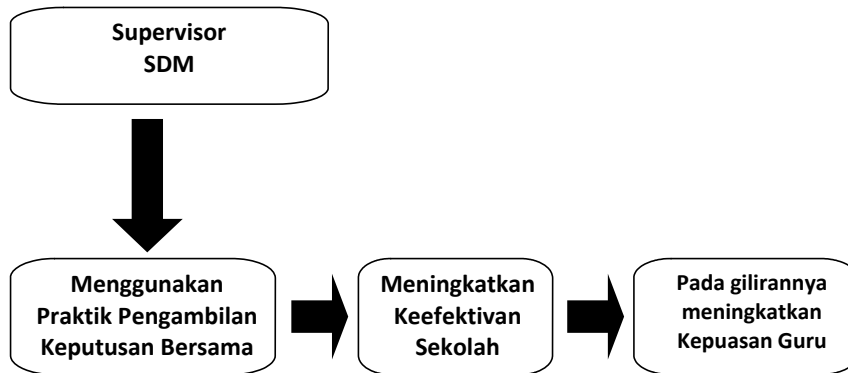 Supervisor
SDM
Menggunakan
Praktik Pengambilan
Keputusan Bersama
Meningkatkan
Keefektivan
Sekolah
Pada gilirannya
meningkatkan
Kepuasan Guru